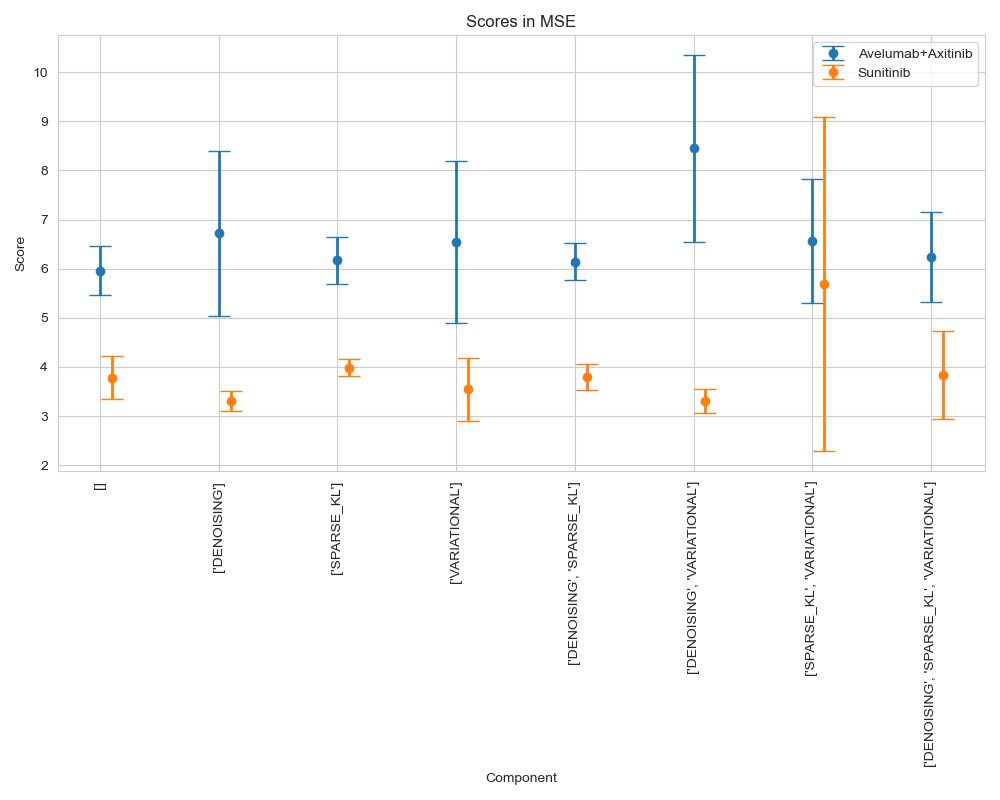 Scores in MSE
Avelumab+Axitinib
Sunitinib
Score
10
9
8
7
6
5
4
3
2
[]
['DENOISING']
['SPARSE_KL']
['VARIATIONAL']
['DENOISING', 'SPARSE_KL']
['DENOISING', 'VARIATIONAL']
['SPARSE_KL', 'VARIATIONAL']
['DENOISING', 'SPARSE_KL', 'VARIATIONAL']
Component